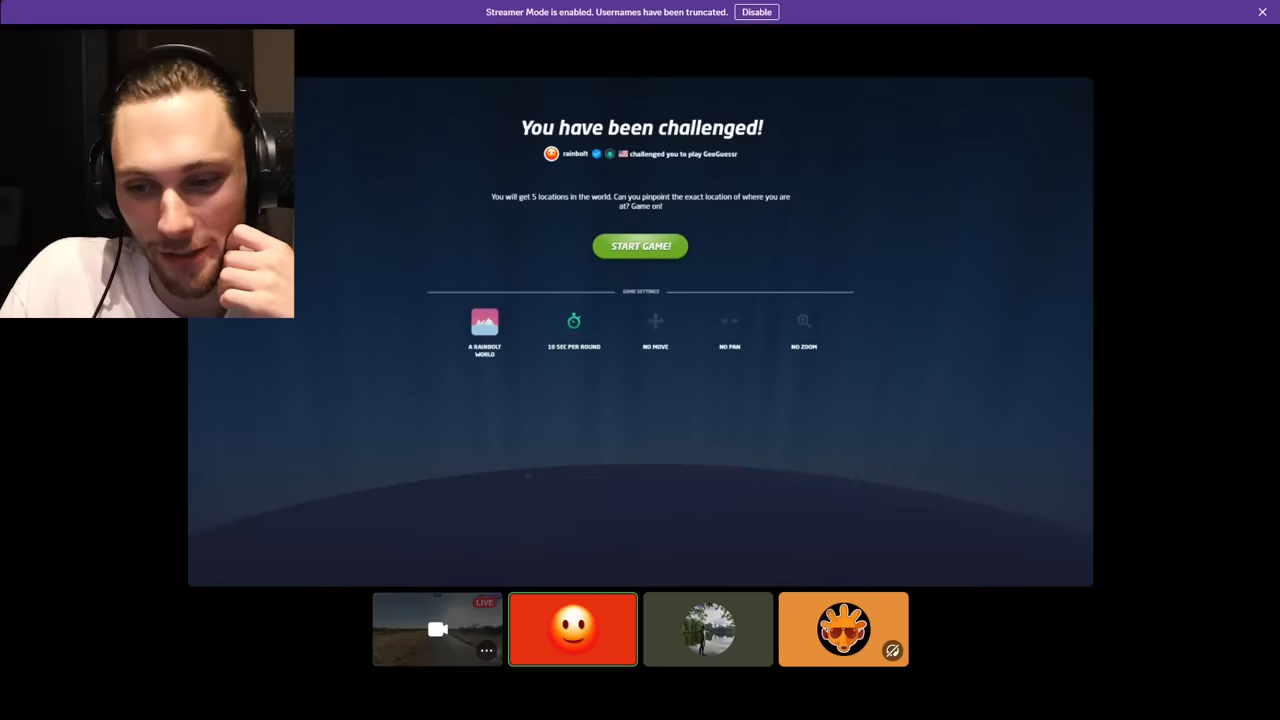 Streamer Mode is enabled. Usernames have been truncated. Disable
You have been challenged!
rainbolt challenged you to play GeoGuessr
You will get 5 locations in the world. Can you pinpoint the exact location of where you are
at? Game on!
START GAME!
GAME SETTINGS
A RAINBOLT
WORLD
10 SEC PER ROUND
NO MOVE
NO PAN
NO ZOOM
LIVE